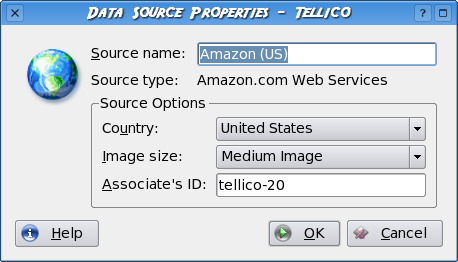 Data Source Properties – Tellico
Source name: Amazon (US)
Source type: Amazon.com Web Services
Source Options
Country: United States
Image size: Medium Image
Associate's ID: tellico-20
Help OK Cancel